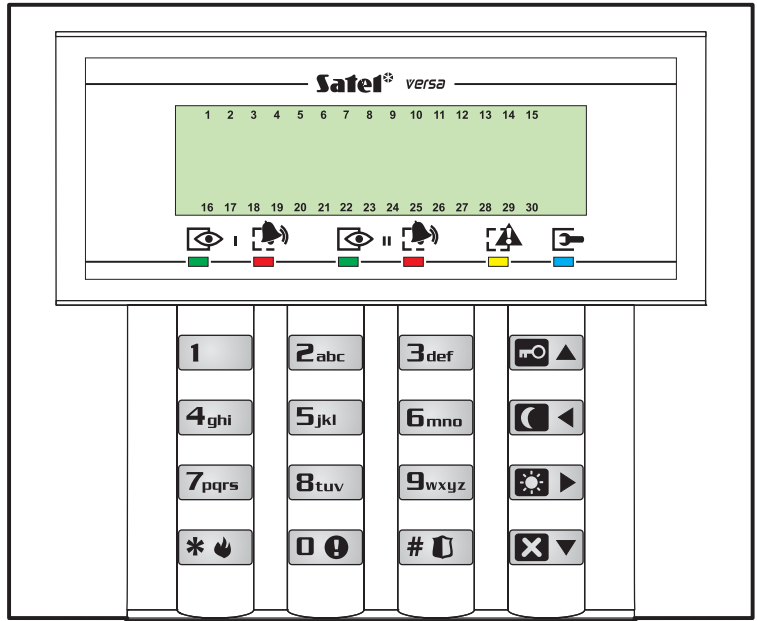 Satel versa
1 2 3 4 5 6 7 8 9 10 11 12 13 14 15
16 17 18 19 20 21 22 23 24 25 26 27 28 29 30
I II
1 2abc 3def
4ghi 5jkl 6mno
7pqrs 8tuv 9wxyz
* 0 #